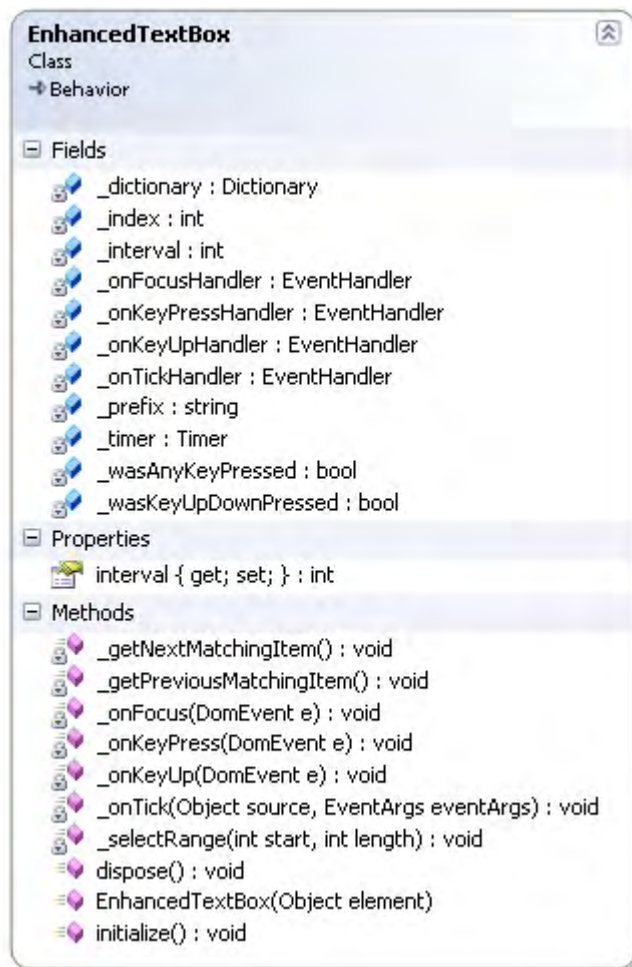 EnhancedTextBox
Class
Behavior
Fields
_dictionary : Dictionary
_index : int
_interval : int
_onFocusHandler : EventHandler
_onKeyPressHandler : EventHandler
_onKeyUpHandler : EventHandler
_onTickHandler : EventHandler
_prefix : string
_timer : Timer
_wasAnyKeyPressed : bool
_wasKeyUpDownPressed : bool
Properties
interval { get; set; } : int
Methods
_getNextMatchingItem() : void
_getPreviousMatchingItem() : void
_onFocus(DomEvent e) : void
_onKeyPress(DomEvent e) : void
_onKeyUp(DomEvent e) : void
_onTick(Object source, EventArgs eventArgs) : void
_selectRange(int start, int length) : void
dispose() : void
EnhancedTextBox(Object element)
initialize() : void